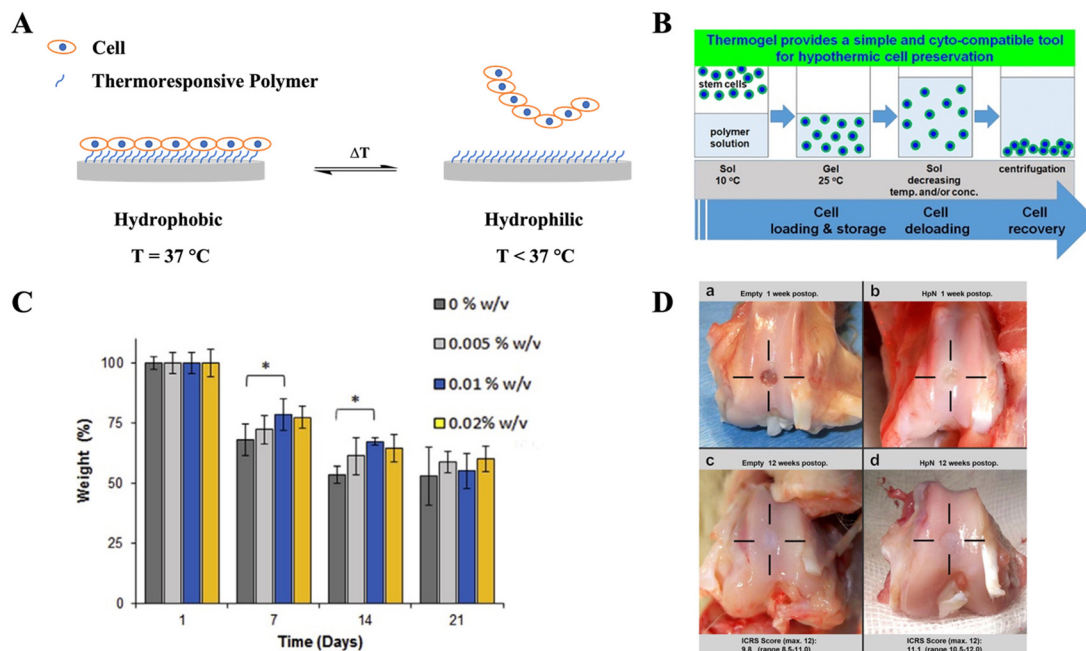 A
Cell
Thermoresponsive Polymer
ΔT
Hydrophobic
Hydrophilic
T = 37 °C
T < 37 °C
B
Thermogel provides a simple and cyto-compatible tool
for hypothermic cell preservation
stem cells
polymer
solution
Sol
10 °C
Gel
25 °C
Sol
decreasing
temp. and/or conc.
centrifugation
Cell
loading & storage
Cell
deloading
Cell
recovery
C
0 % w/v
0.005 % w/v
0.01 % w/v
0.02% w/v
Weight (%)
100
75
50
25
0
*
*
1
7
14
21
Time (Days)
D
a
Empty 1 week postop.
b
HpN 1 week postop.
c
Empty 12 weeks postop.
d
HpN 12 weeks postop.
ICRS Score (max. 12):
9.8 (range 8.5-11.0)
ICRS Score (max. 12):
11.1 (range 10.5-12.0)